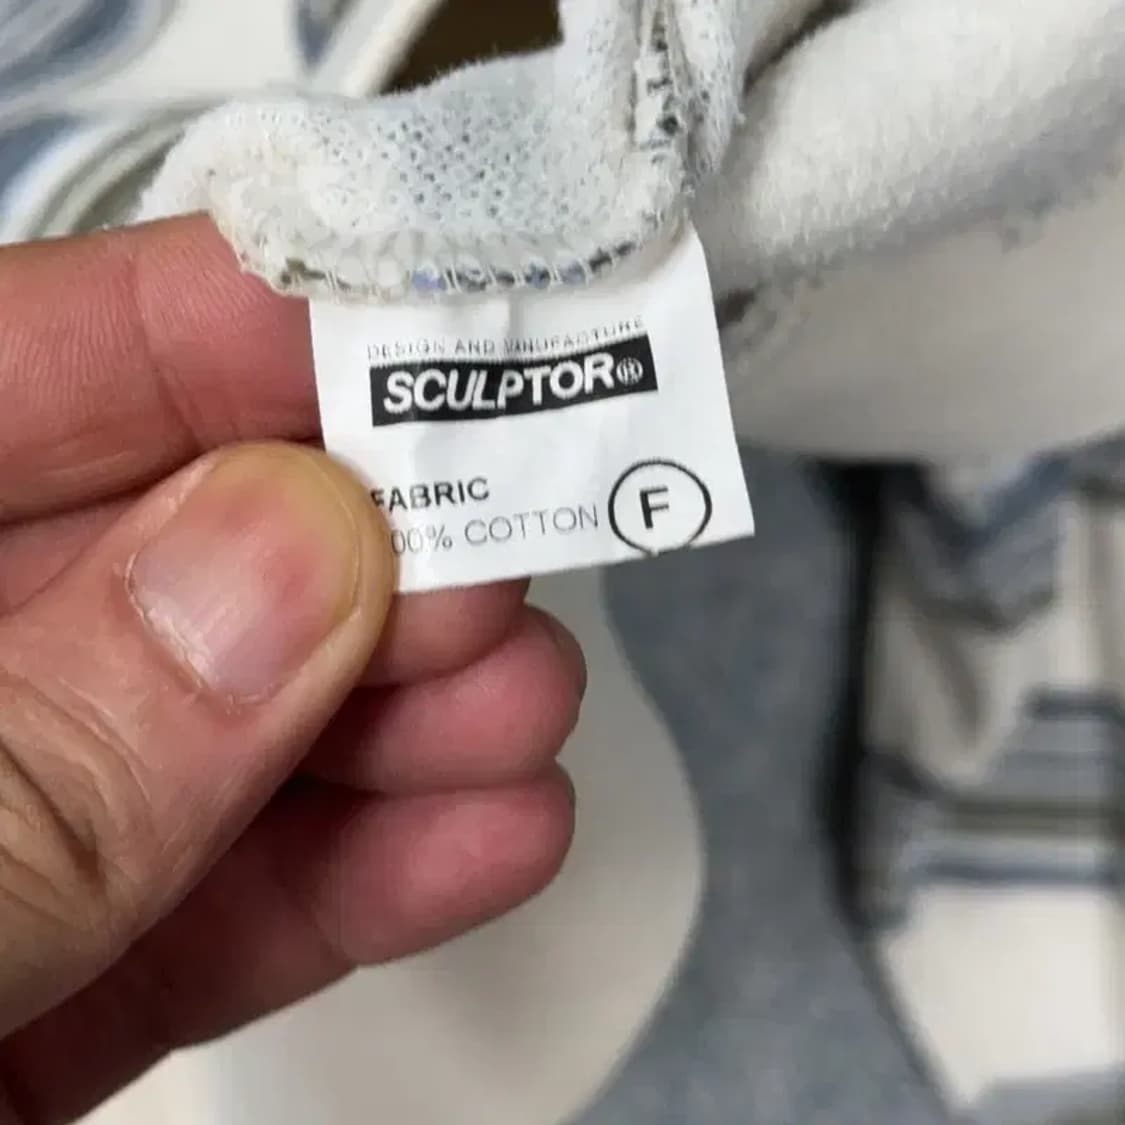 DESIGN AND MANUFACTURE
SCULPTOR®
FABRIC
00% COTTON
F